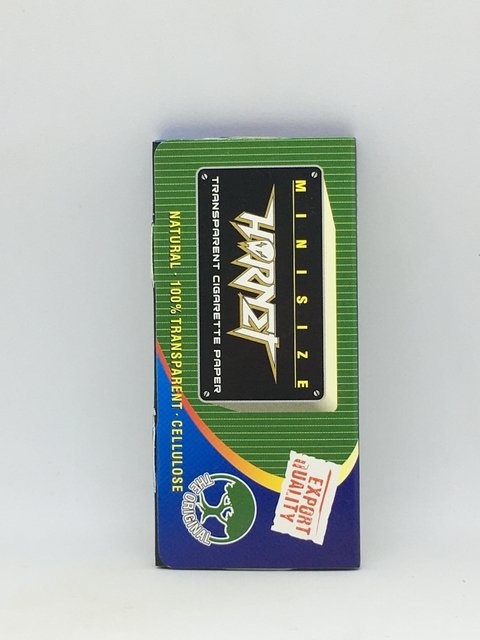 MINISIZE
HORNET
TRANSPARENT CIGARETTE PAPER
EXPORT
QUALITY
NATURAL · 100% TRANSPARENT · CELLULOSE
THE ORIGINAL